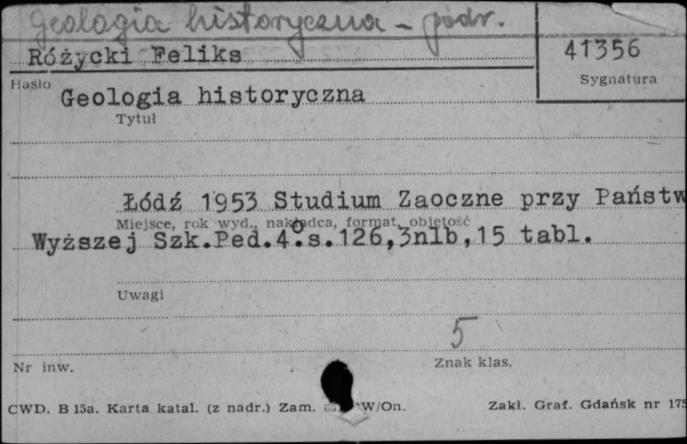 Geologia historyczna - podr.
Różycki Feliks
41356
Hasło
Sygnatura
Geologia historyczna
Tytuł
Łódź 1953 Studium Zaoczne przy Państw
Miejsce, rok wyd., nakładca, format, objętość
Wyższej Szk.Ped.4°.s.126,3nlb,15 tabl.
Uwagi
5
Nr inw.
Znak klas.
CWD. B 15a. Karta katal. (z nadr.) Zam. W/On.
Zakł. Graf. Gdańsk nr 175